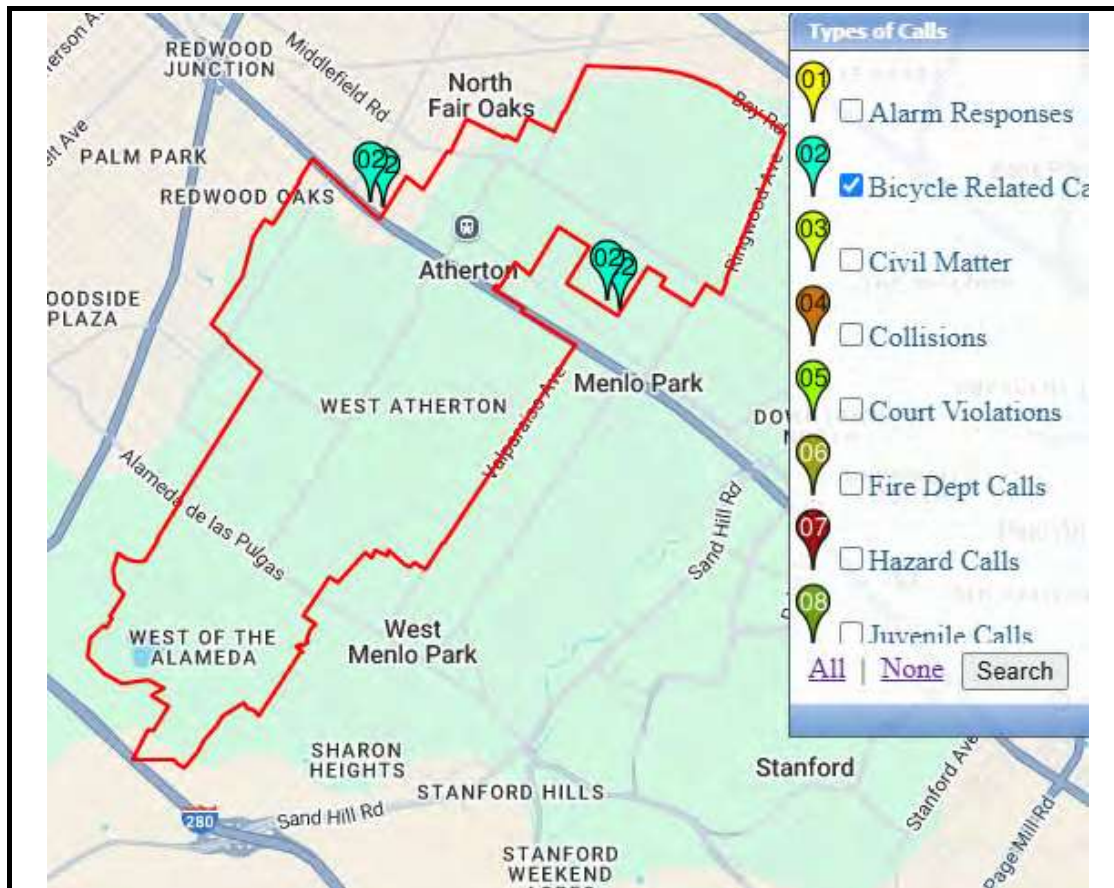 REDWOOD
JUNCTION
Middlefield Rd
North
Fair Oaks
PALM PARK
REDWOOD OAKS
Bay Rd
Ringwood Ave
Atherton
OODSIDE
PLAZA
Menlo Park
WEST ATHERTON
Valparaiso Ave
Alameda de las Pulgas
Sand Hill Rd
WEST OF THE
ALAMEDA
West
Menlo Park
SHARON
HEIGHTS
STANFORD HILLS
Stanford
Stanford Ave
Sand Hill Rd
280
STANFORD
WEEKEND
Page Mill Rd
02
2
02
2
Types of Calls
01 Alarm Responses
02 Bicycle Related Ca
03 Civil Matter
04 Collisions
05 Court Violations
06 Fire Dept Calls
07 Hazard Calls
08 Juvenile Calls
All | None Search